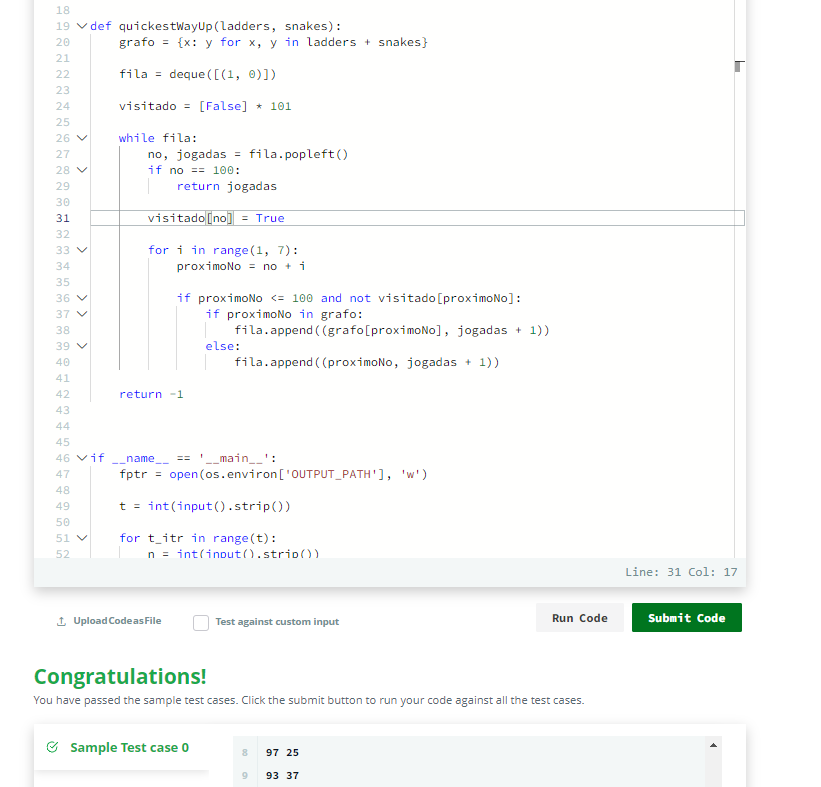 18
19 def quickestWayUp(ladders, snakes):
20 grafo = {x: y for x, y in ladders + snakes}
21
22 fila = deque([(1, 0)])
23
24 visitado = [False] * 101
25
26 while fila:
27 no, jogadas = fila.popleft()
28 if no == 100:
29 return jogadas
30
31 visitado[no] = True
32
33 for i in range(1, 7):
34 proximoNo = no + i
35
36 if proximoNo <= 100 and not visitado[proximoNo]:
37 if proximoNo in grafo:
38 fila.append((grafo[proximoNo], jogadas + 1))
39 else:
40 fila.append((proximoNo, jogadas + 1))
41
42 return -1
43
44
45
46 if __name__ == '__main__':
47 fptr = open(os.environ['OUTPUT_PATH'], 'w')
48
49 t = int(input().strip())
50
51 for t_itr in range(t):
52 n = int(input().strip())
Line: 31 Col: 17
Upload Code as File Test against custom input Run Code Submit Code
Congratulations!
You have passed the sample test cases. Click the submit button to run your code against all the test cases.
Sample Test case 0
8 97 25
9 93 37